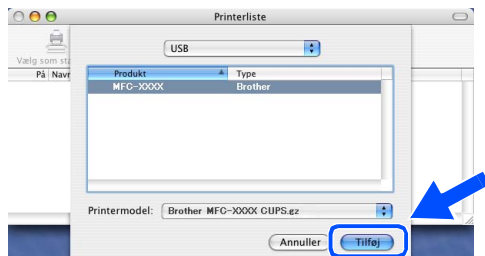 Printerliste
USB
Vælg som sta
På Navn
Produkt Type
MFC-XXXX Brother
Printermodel: Brother MFC-XXXX CUPS.gz
Annuller Tilføj